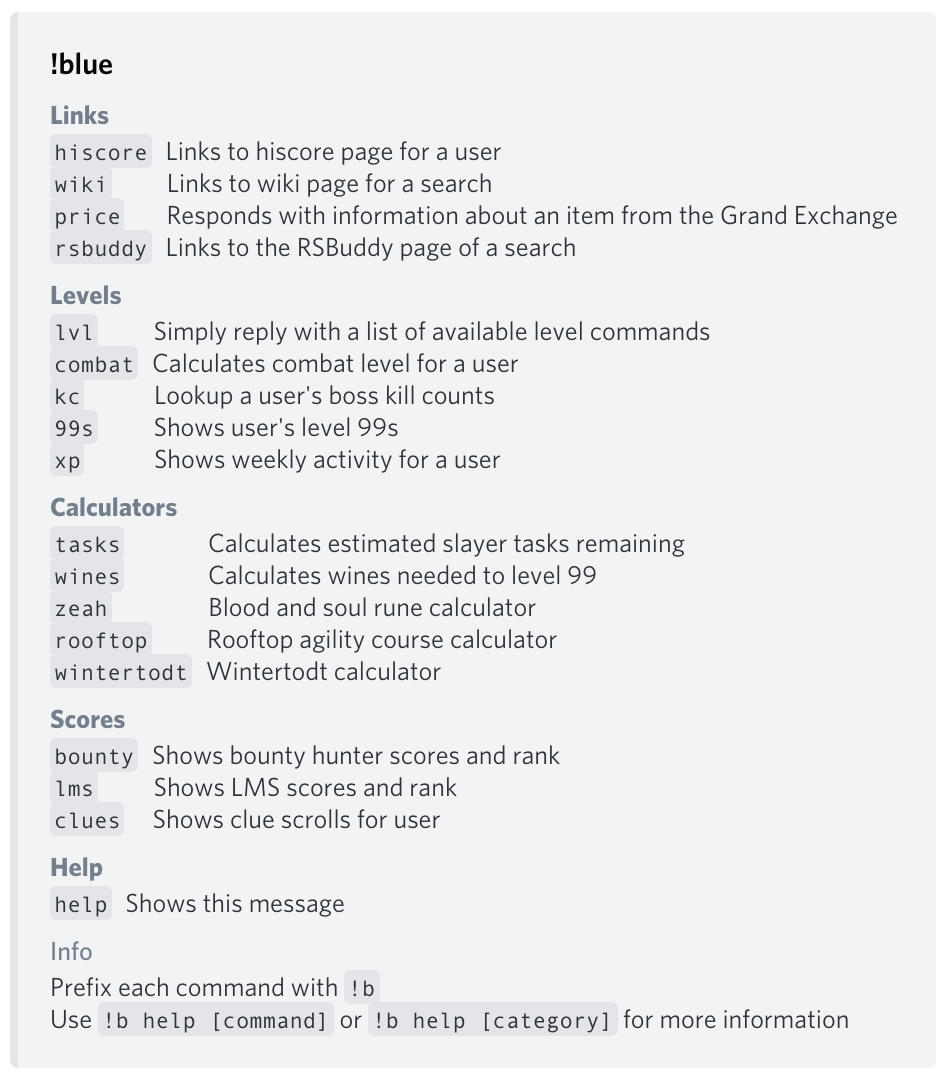 !blue
Links
hiscore Links to hiscore page for a user
wiki Links to wiki page for a search
price Responds with information about an item from the Grand Exchange
rsbuddy Links to the RSBuddy page of a search
Levels
lvl Simply reply with a list of available level commands
combat Calculates combat level for a user
kc Lookup a user's boss kill counts
99s Shows user's level 99s
xp Shows weekly activity for a user
Calculators
tasks Calculates estimated slayer tasks remaining
wines Calculates wines needed to level 99
zeah Blood and soul rune calculator
rooftop Rooftop agility course calculator
wintertodt Wintertodt calculator
Scores
bounty Shows bounty hunter scores and rank
lms Shows LMS scores and rank
clues Shows clue scrolls for user
Help
help Shows this message
Info
Prefix each command with !b
Use !b help [command] or !b help [category] for more information